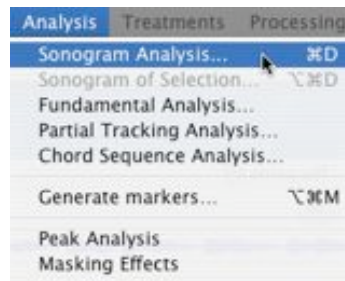 Analysis Treatments Processing
Sonogram Analysis... ⌘D
Sonogram of Selection... ⌥⌘D
Fundamental Analysis...
Partial Tracking Analysis...
Chord Sequence Analysis...
Generate markers... ⌥⌘M
Peak Analysis
Masking Effects